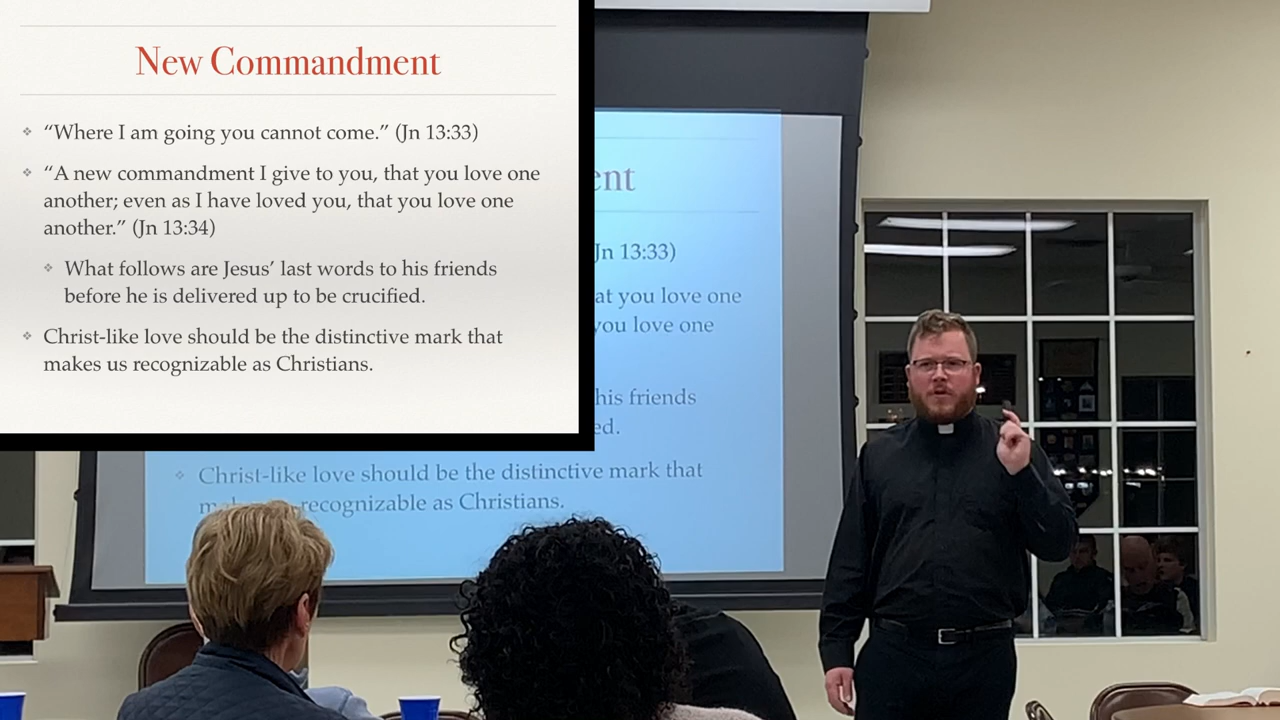 New Commandment
“Where I am going you cannot come.” (Jn 13:33)
“A new commandment I give to you, that you love one
another; even as I have loved you, that you love one
another.” (Jn 13:34)
What follows are Jesus’ last words to his friends
before he is delivered up to be crucified.
Christ-like love should be the distinctive mark that
makes us recognizable as Christians.
ent
(Jn 13:33)
at you love one
you love one
his friends
ed.
Christ-like love should be the distinctive mark that
recognizable as Christians.